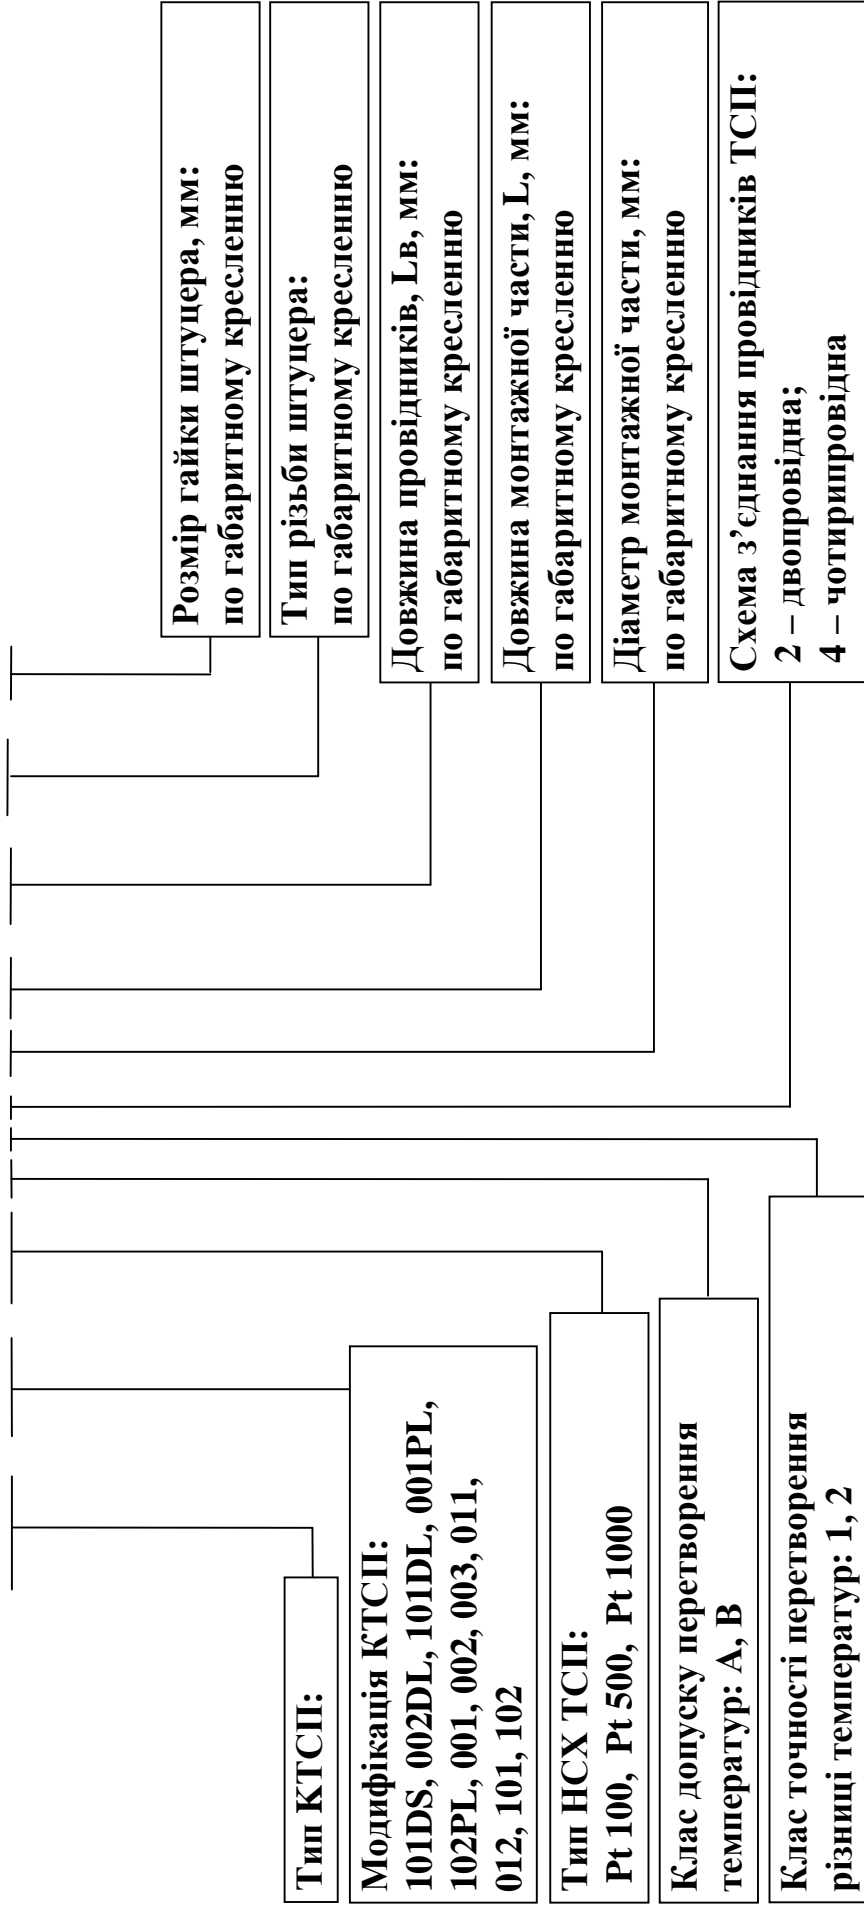 Тип КТСП:
Модифікація КТСП:
101DS, 002DL, 101DL, 001PL,
102PL, 001, 002, 003, 011,
012, 101, 102
Тип НСХ ТСП:
Pt 100, Pt 500, Pt 1000
Клас допуску перетворення
температур: А, В
Клас точності перетворення
різниці температур: 1, 2
Розмір гайки штуцера, мм:
по габаритному кресленню
Тип різьби штуцера:
по габаритному кресленню
Довжина провідників, Lв, мм:
по габаритному кресленню
Довжина монтажної части, L, мм:
по габаритному кресленню
Діаметр монтажної части, мм:
по габаритному кресленню
Схема з’єднання провідників ТСП:
2 – двопровідна;
4 – чотирипровідна